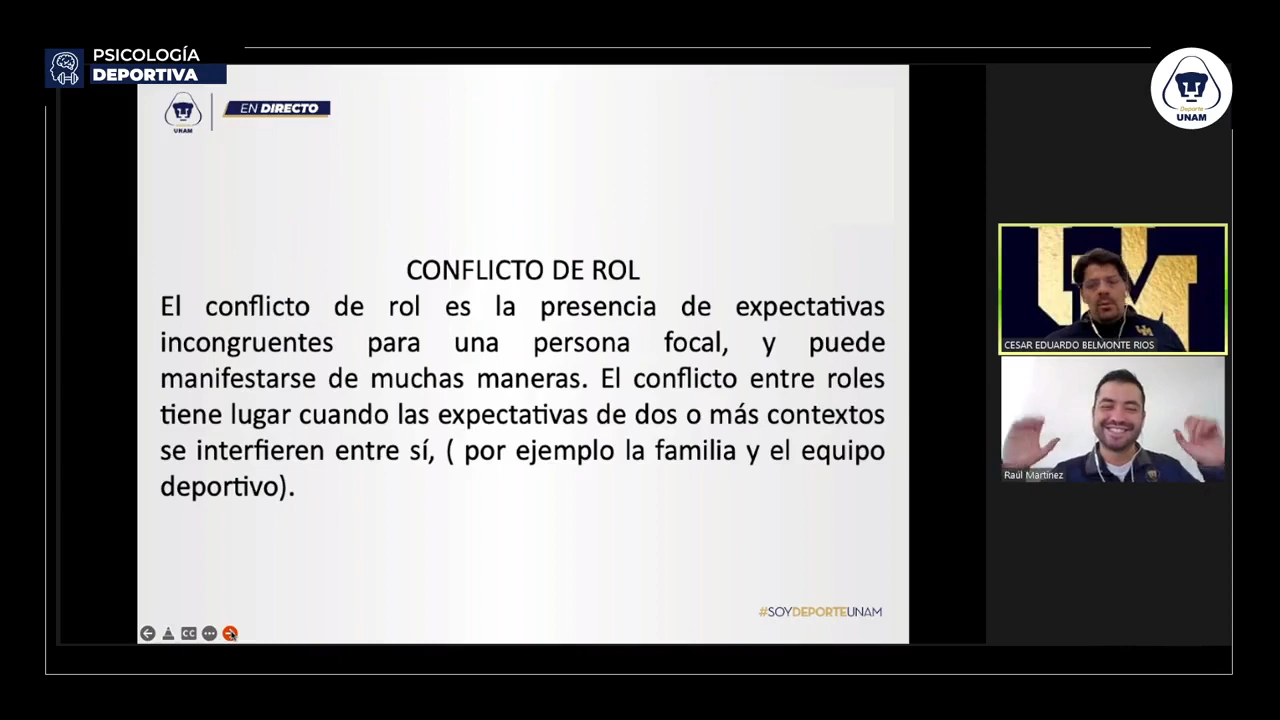 PSICOLOGÍA
DEPORTIVA
UNAM
EN DIRECTO
Deporte
UNAM
CONFLICTO DE ROL
El conflicto de rol es la presencia de expectativas
incongruentes para una persona focal, y puede
manifestarse de muchas maneras. El conflicto entre roles
tiene lugar cuando las expectativas de dos o más contextos
se interfieren entre sí, ( por ejemplo la familia y el equipo
deportivo).
CESAR EDUARDO BELMONTE RIOS
Raúl Martínez
#SOYDEPORTEUNAM
CC